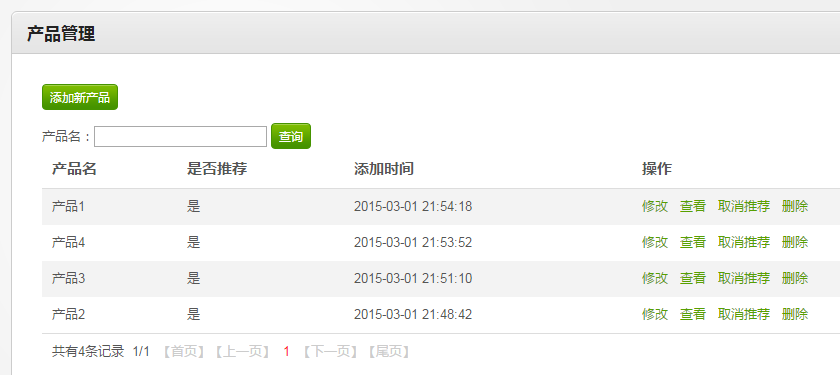 产品管理
添加新产品
产品名： 查询
产品名 是否推荐 添加时间 操作
产品1 是 2015-03-01 21:54:18 修改 查看 取消推荐 删除
产品4 是 2015-03-01 21:53:52 修改 查看 取消推荐 删除
产品3 是 2015-03-01 21:51:10 修改 查看 取消推荐 删除
产品2 是 2015-03-01 21:48:42 修改 查看 取消推荐 删除
共有4条记录 1/1 【首页】【上一页】 1 【下一页】【尾页】